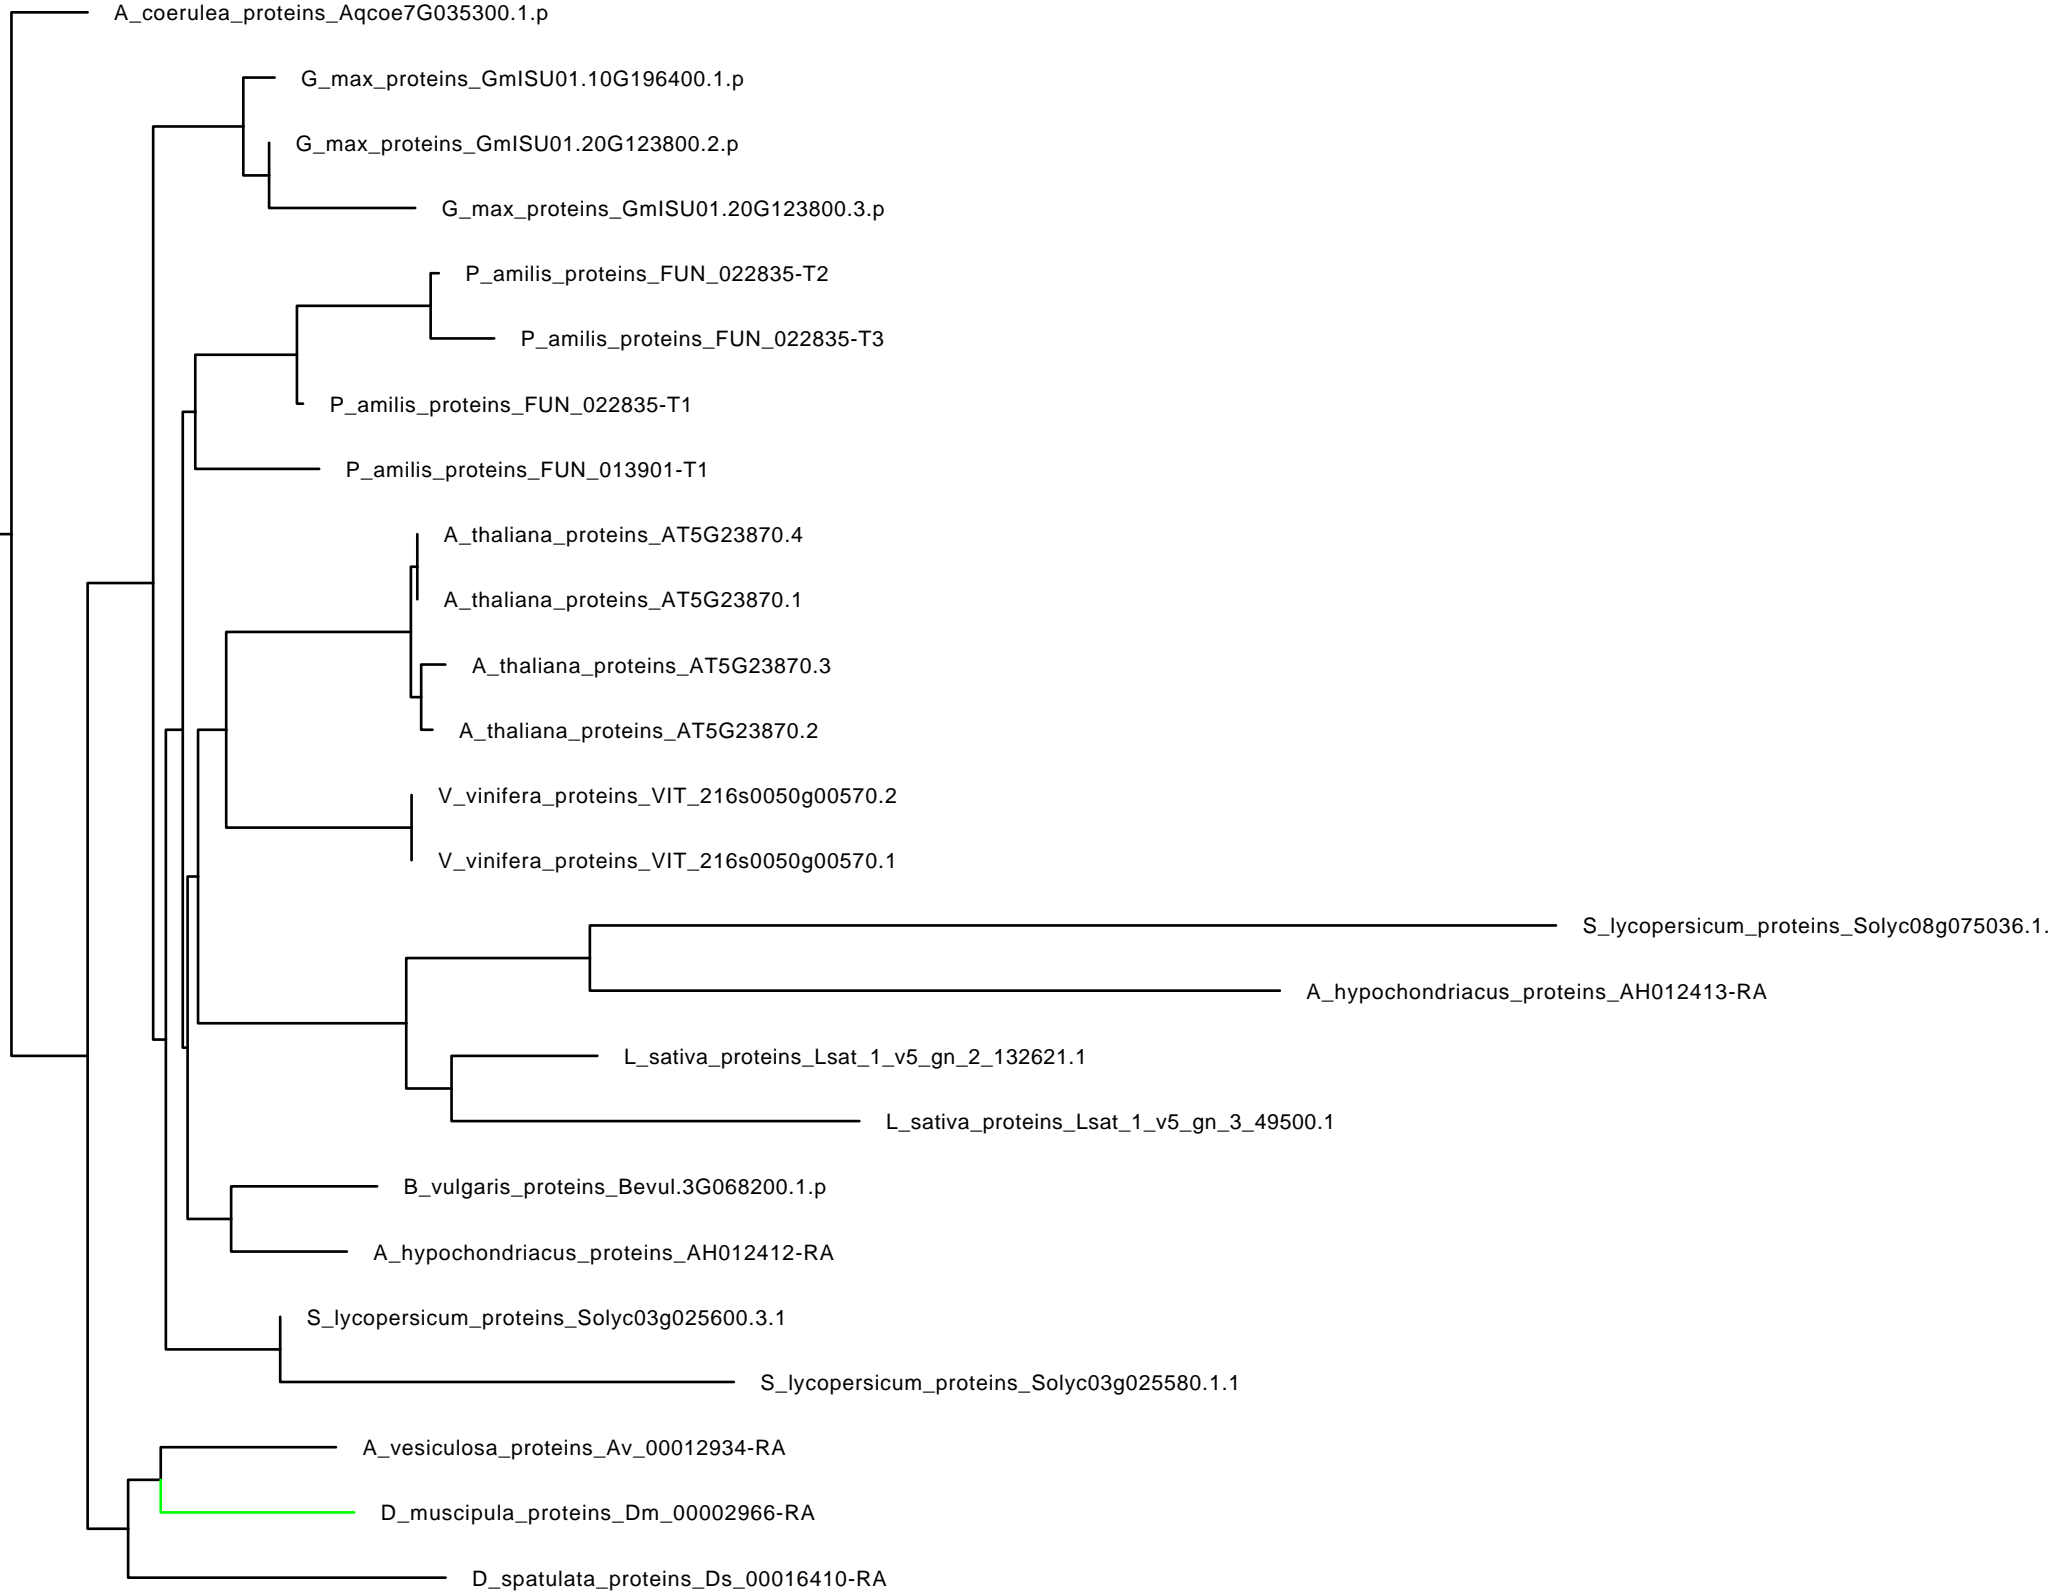 A_coerulea_proteins_Aqcoe7G035300.1.p
G_max_proteins_GmISU01.10G196400.1.p
G_max_proteins_GmISU01.20G123800.2.p
G_max_proteins_GmISU01.20G123800.3.p
P_amilis_proteins_FUN_022835-T2
P_amilis_proteins_FUN_022835-T3
P_amilis_proteins_FUN_022835-T1
P_amilis_proteins_FUN_013901-T1
A_thaliana_proteins_AT5G23870.4
A_thaliana_proteins_AT5G23870.1
A_thaliana_proteins_AT5G23870.3
A_thaliana_proteins_AT5G23870.2
V_vinifera_proteins_VIT_216s0050g00570.2
V_vinifera_proteins_VIT_216s0050g00570.1
S_lycopersicum_proteins_Solyc08g075036.1.
A_hypochondriacus_proteins_AH012413-RA
L_sativa_proteins_Lsat_1_v5_gn_2_132621.1
L_sativa_proteins_Lsat_1_v5_gn_3_49500.1
B_vulgaris_proteins_Bevul.3G068200.1.p
A_hypochondriacus_proteins_AH012412-RA
S_lycopersicum_proteins_Solyc03g025600.3.1
S_lycopersicum_proteins_Solyc03g025580.1.1
A_vesiculosa_proteins_Av_00012934-RA
D_muscipula_proteins_Dm_00002966-RA
D_spatulata_proteins_Ds_00016410-RA